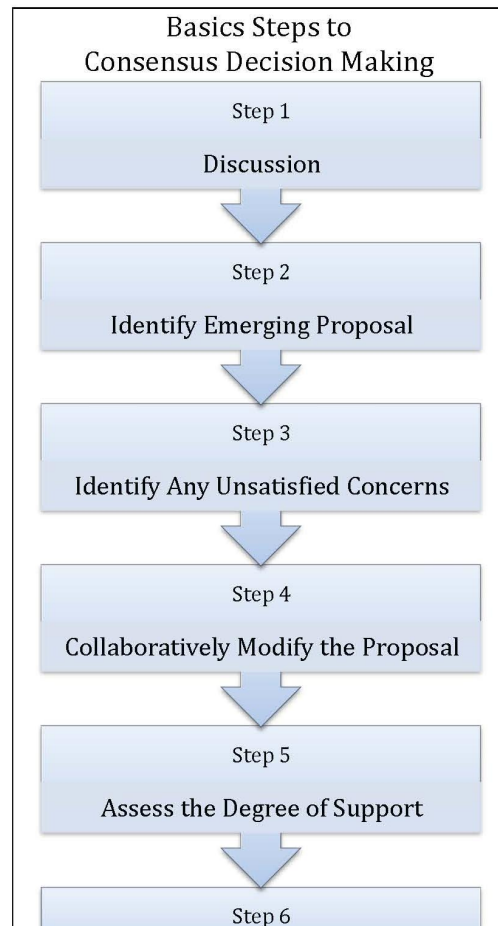 Basics Steps to
Consensus Decision Making
Step 1
Discussion
Step 2
Identify Emerging Proposal
Step 3
Identify Any Unsatisfied Concerns
Step 4
Collaboratively Modify the Proposal
Step 5
Assess the Degree of Support
Step 6